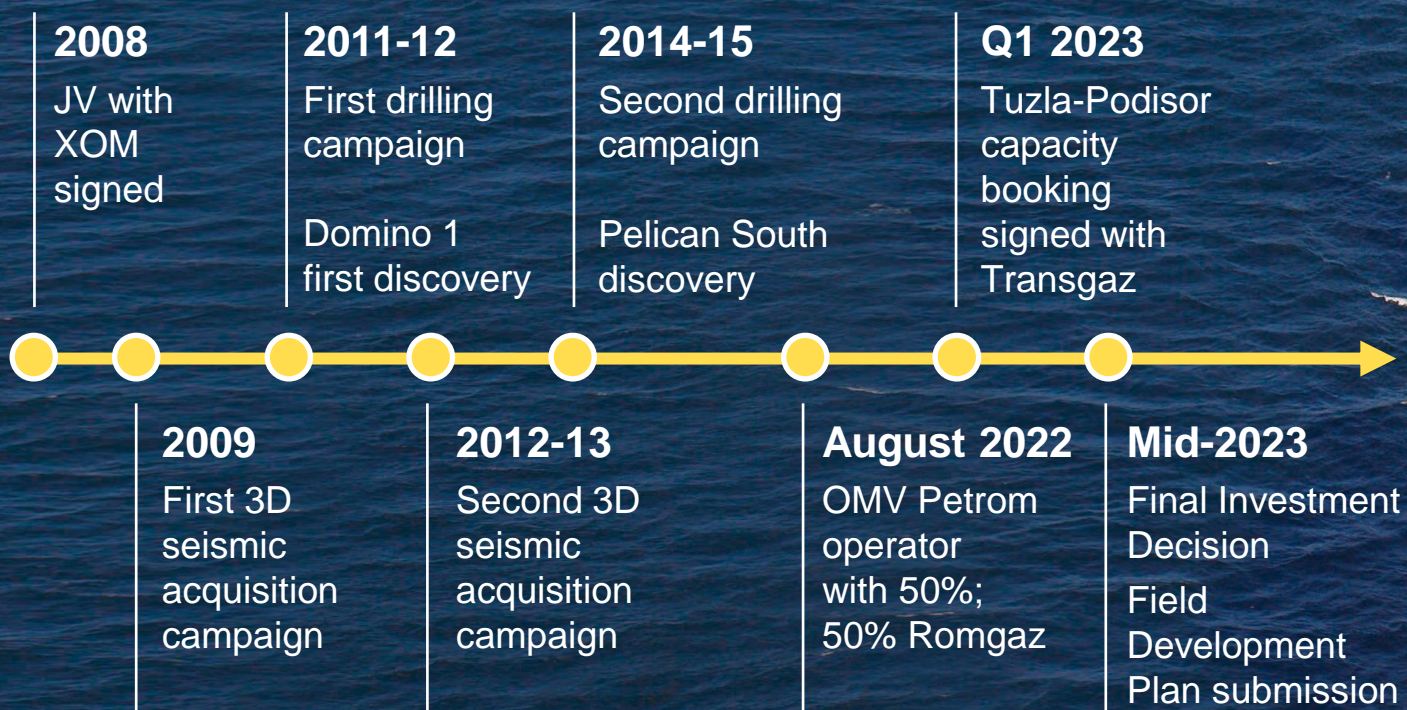 2008
JV with
XOM
signed
2011-12
First drilling
campaign
Domino 1
first discovery
2014-15
Second drilling
campaign
Pelican South
discovery
Q1 2023
Tuzla-Podisor
capacity
booking
signed with
Transgaz
2009
First 3D
seismic
acquisition
campaign
2012-13
Second 3D
seismic
acquisition
campaign
August 2022
OMV Petrom
operator
with 50%;
50% Romgaz
Mid-2023
Final Investment
Decision
Field
Development
Plan submission